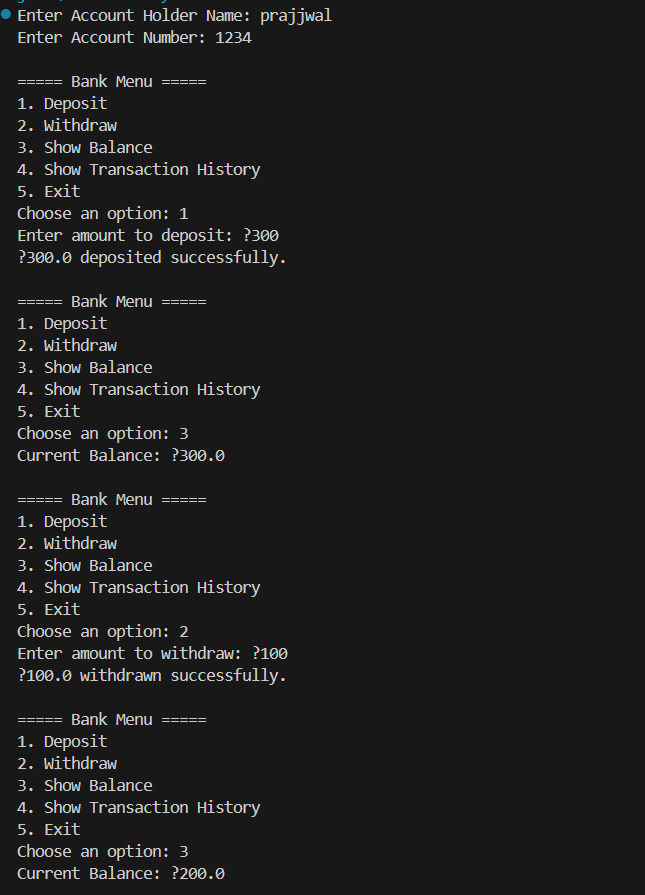 Enter Account Holder Name: prajjwal
Enter Account Number: 1234
===== Bank Menu =====
1. Deposit
2. Withdraw
3. Show Balance
4. Show Transaction History
5. Exit
Choose an option: 1
Enter amount to deposit: ?300
?300.0 deposited successfully.
===== Bank Menu =====
1. Deposit
2. Withdraw
3. Show Balance
4. Show Transaction History
5. Exit
Choose an option: 3
Current Balance: ?300.0
===== Bank Menu =====
1. Deposit
2. Withdraw
3. Show Balance
4. Show Transaction History
5. Exit
Choose an option: 2
Enter amount to withdraw: ?100
?100.0 withdrawn successfully.
===== Bank Menu =====
1. Deposit
2. Withdraw
3. Show Balance
4. Show Transaction History
5. Exit
Choose an option: 3
Current Balance: ?200.0